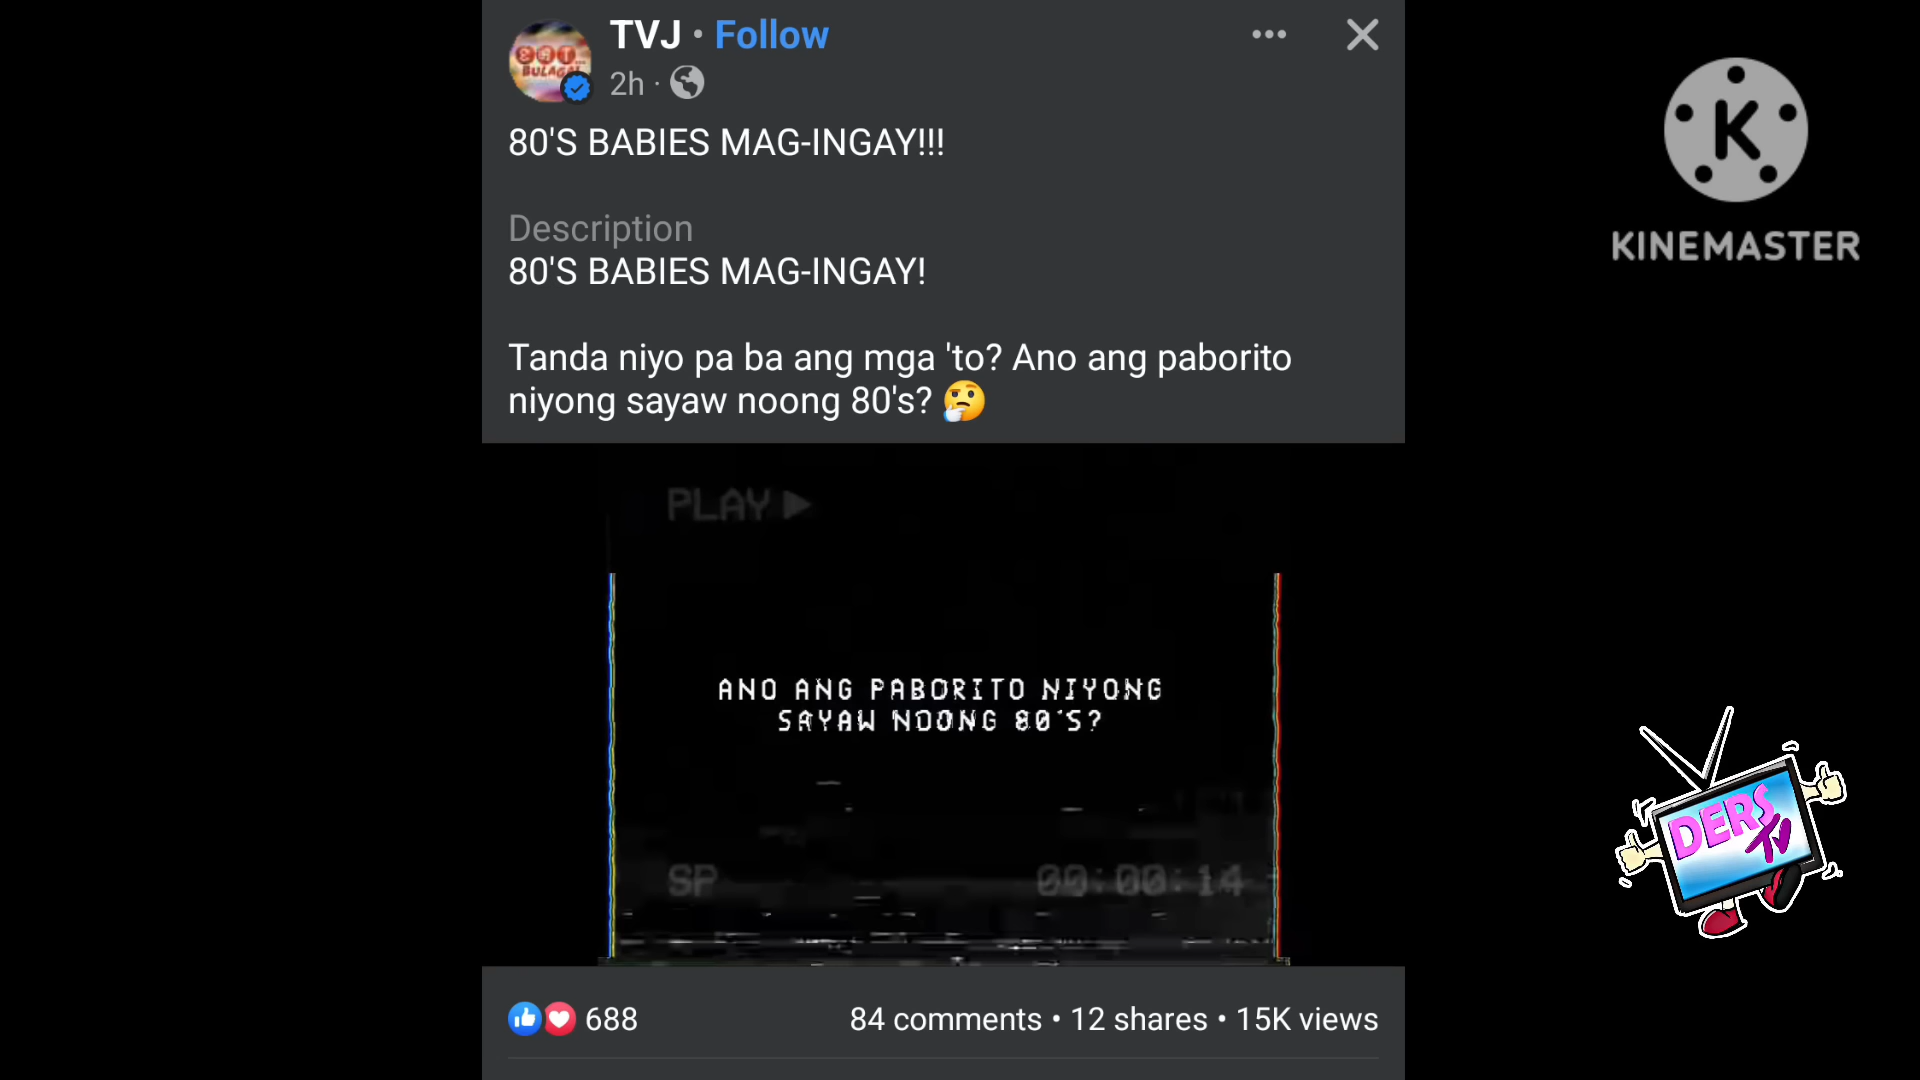 EAT...
BULAGA!
TVJ • Follow
2h ·
80'S BABIES MAG-INGAY!!!
Description
80'S BABIES MAG-INGAY!
Tanda niyo pa ba ang mga 'to? Ano ang paborito
niyong sayaw noong 80's? 🤔
PLAY
ANO ANG PABORITO NIYONG
SAYAW NOONG 80'S?
SP
00:00:14
688
84 comments • 12 shares • 15K views
K
KINEMASTER
DERS
TV